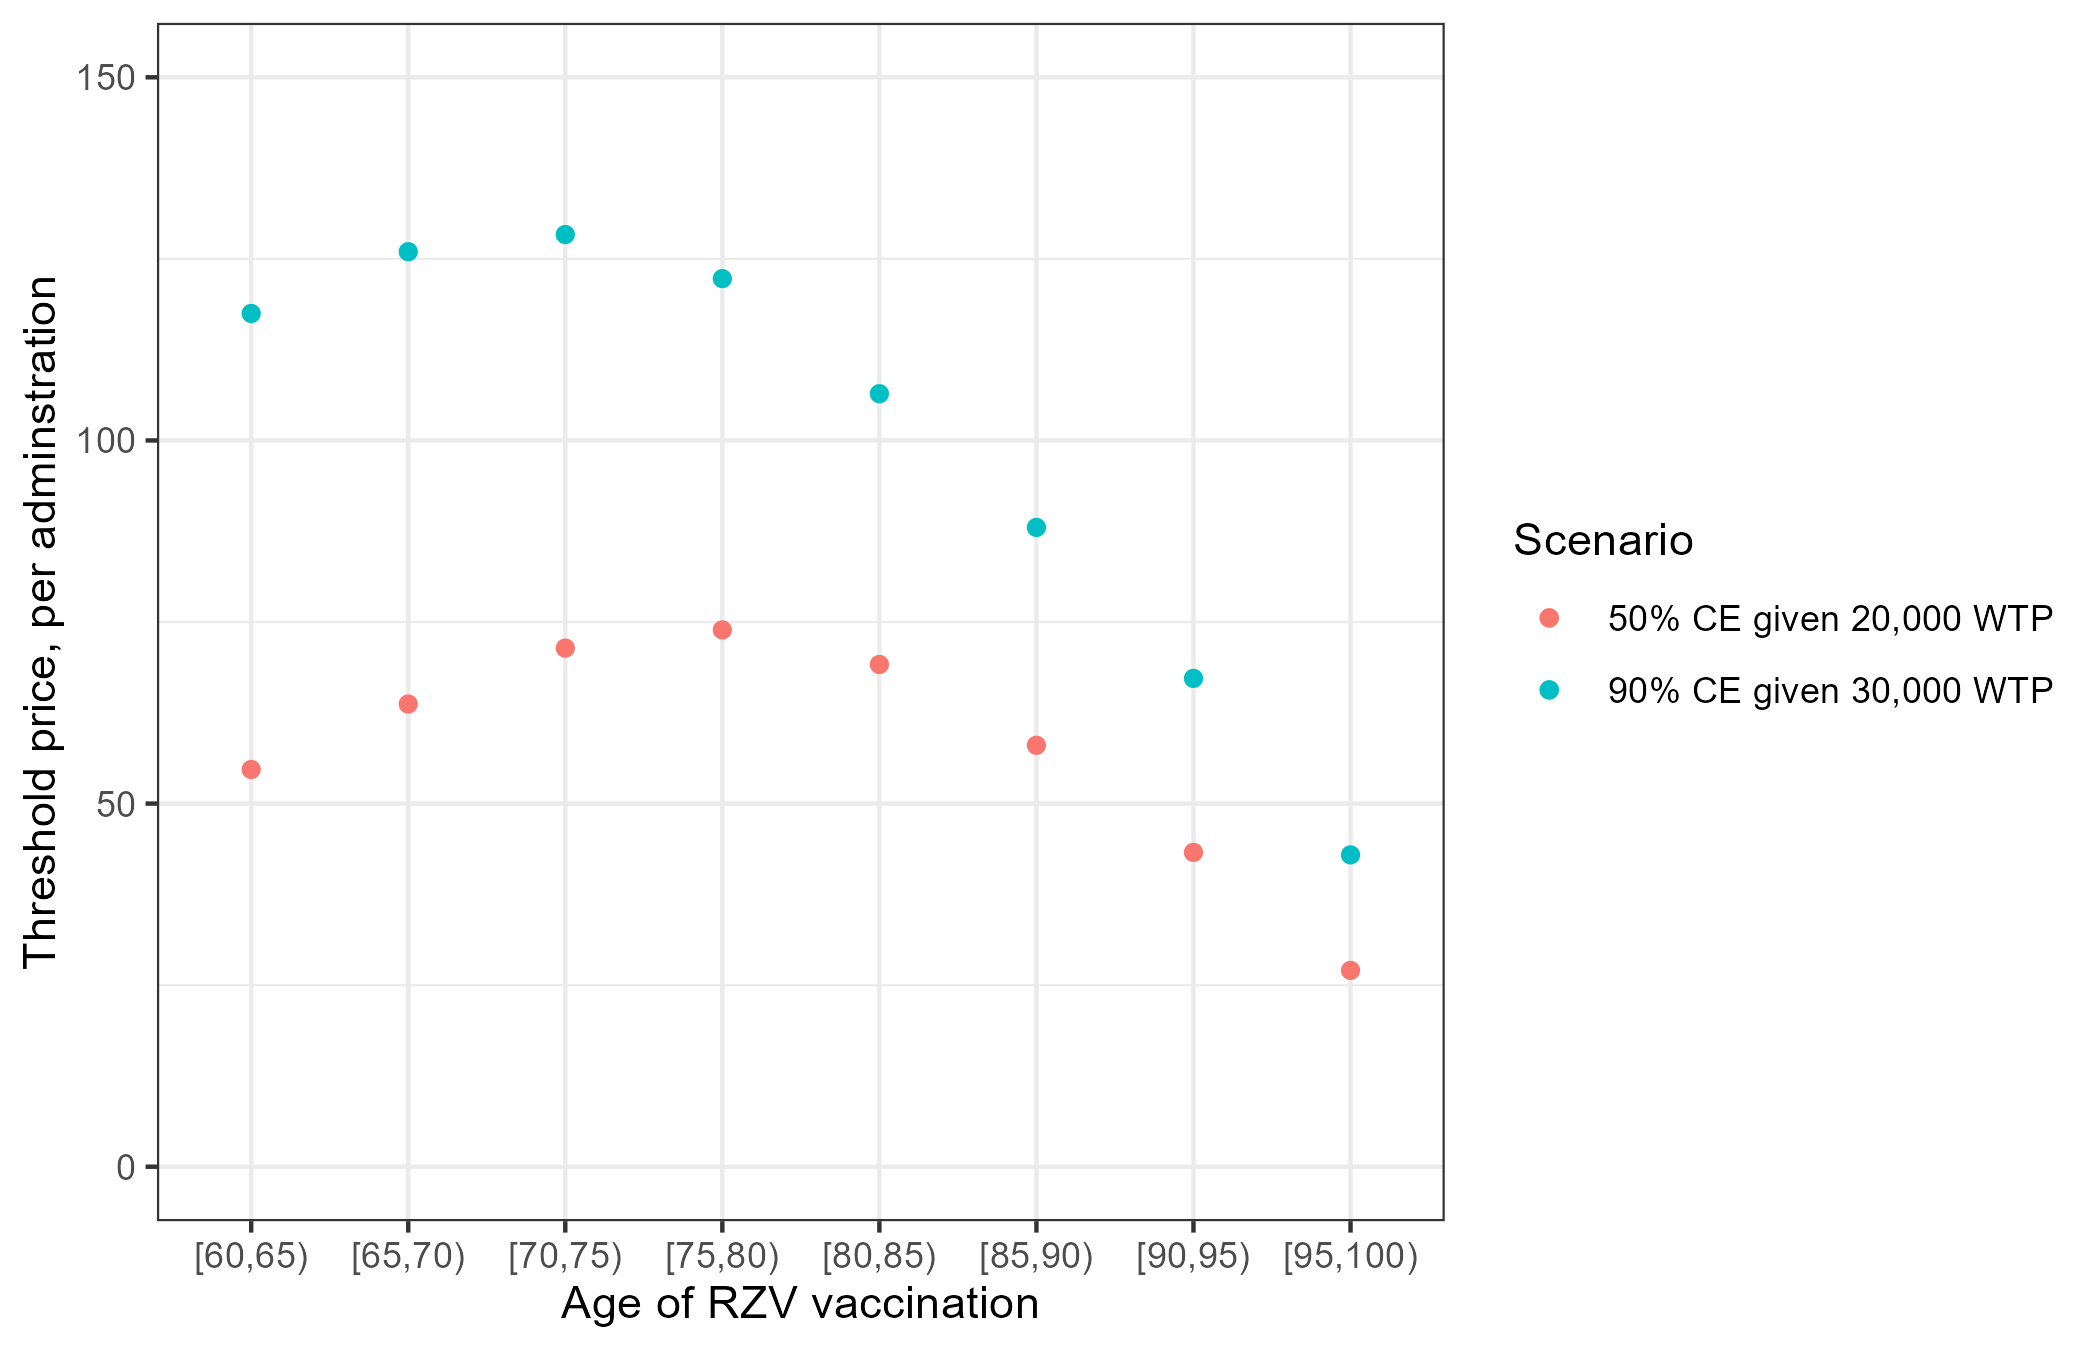 Threshold price, per adminstration
150
100
50
0
[60,65) [65,70) [70,75) [75,80) [80,85) [85,90) [90,95) [95,100)
Age of RZV vaccination
Scenario
50% CE given 20,000 WTP
90% CE given 30,000 WTP